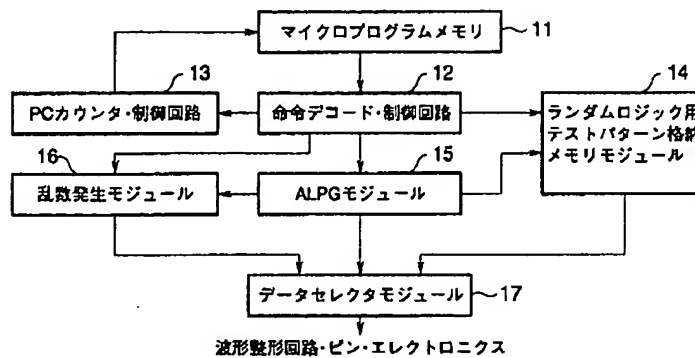 マイクロプログラムメモリ
11
13
12
14
PCカウンタ・制御回路
命令デコード・制御回路
ランダムロジック用
テストパターン格納
メモリモジュール
16
15
乱数発生モジュール
ALPGモジュール
データセレクタモジュール
17
波形整形回路・ピン・エレクトロニクス